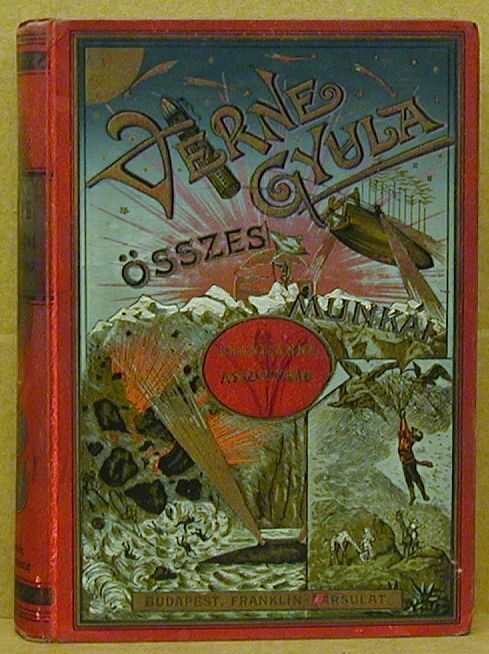 VERNE
GYULA
ÖSSZES
MUNKÁI
BUDAPEST, FRANKLIN-TÁRSULAT.